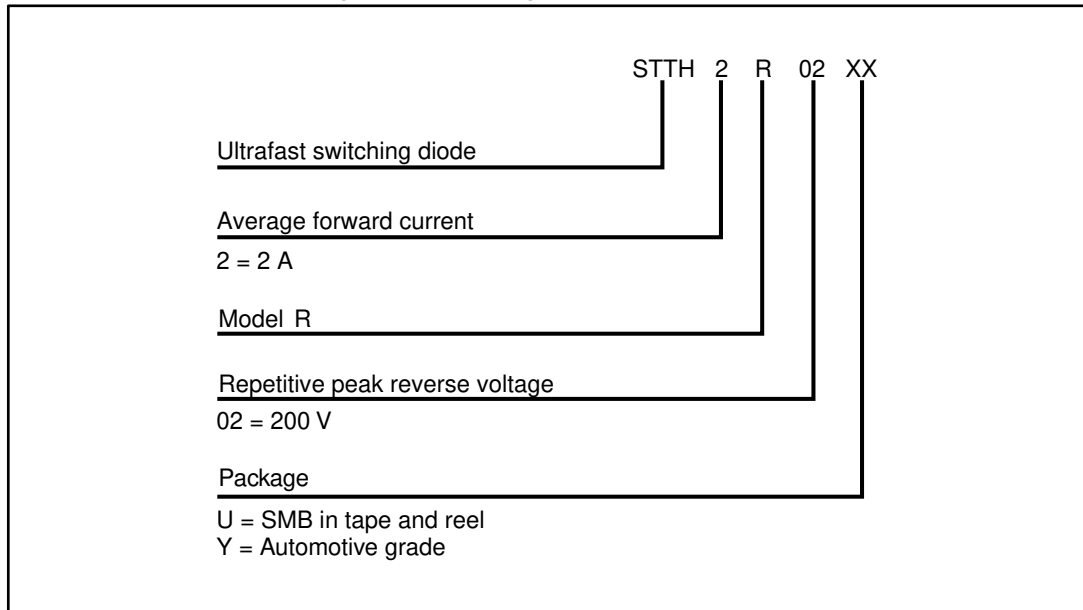 STTH 2 R 02 XX
Ultrafast switching diode
Average forward current
2 = 2 A
Model R
Repetitive peak reverse voltage
02 = 200 V
Package
U = SMB in tape and reel
Y = Automotive grade